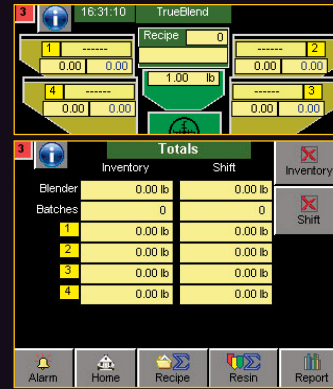 3 i 16:31:10 TrueBlend
Recipe 0
1 ------ ------ 2
0.00 0.00 0.00 0.00
1.00 lb
4 ------ ------ 3
0.00 0.00 0.00 0.00
3 i Totals
Inventory Shift
Inventory
Blender 0.00 lb 0.00 lb
Batches 0 0
Shift
1 0.00 lb 0.00 lb
2 0.00 lb 0.00 lb
3 0.00 lb 0.00 lb
4 0.00 lb 0.00 lb
Alarm Home Recipe Resin Report